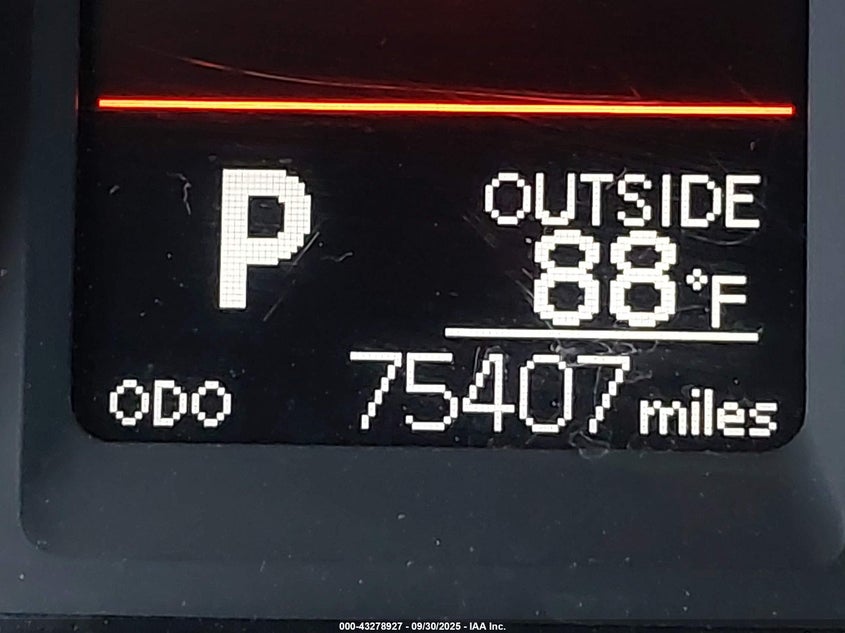 P
OUTSIDE
88°F
ODO 75407 miles
000-43278927 - 09/30/2025 - IAA Inc.